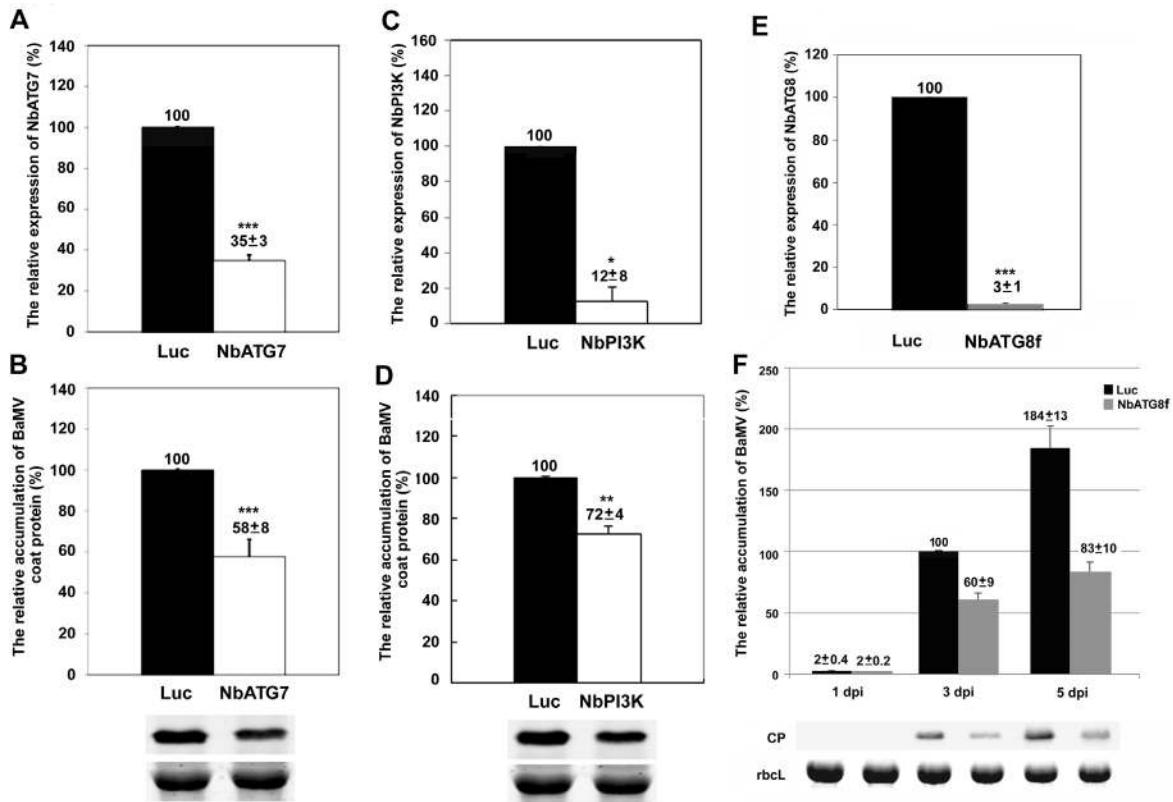 A
The relative expression of NbATG7 (%)
140
120
100
80
60
40
20
0
100
***
35±3
Luc NbATG7
B
The relative accumulation of BaMV
coat protein (%)
140
120
100
80
60
40
20
0
100
***
58±8
Luc NbATG7
C
The relative expression of NbPI3K (%)
160
140
120
100
80
60
40
20
0
100
*
12±8
Luc NbPI3K
D
The relative accumulation of BaMV
coat protein (%)
140
120
100
80
60
40
20
0
100
**
72±4
Luc NbPI3K
E
The relative expression of NbATG8 (%)
120
100
80
60
40
20
0
100
***
3±1
Luc NbATG8f
F
The relative accumulation of BaMV (%)
250
200
150
100
50
0
Luc
NbATG8f
2±0.4 2±0.2
100
60±9
184±13
83±10
1 dpi 3 dpi 5 dpi
CP
rbcL